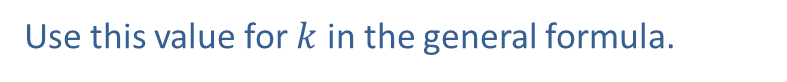 Use this value for k in the general formula.